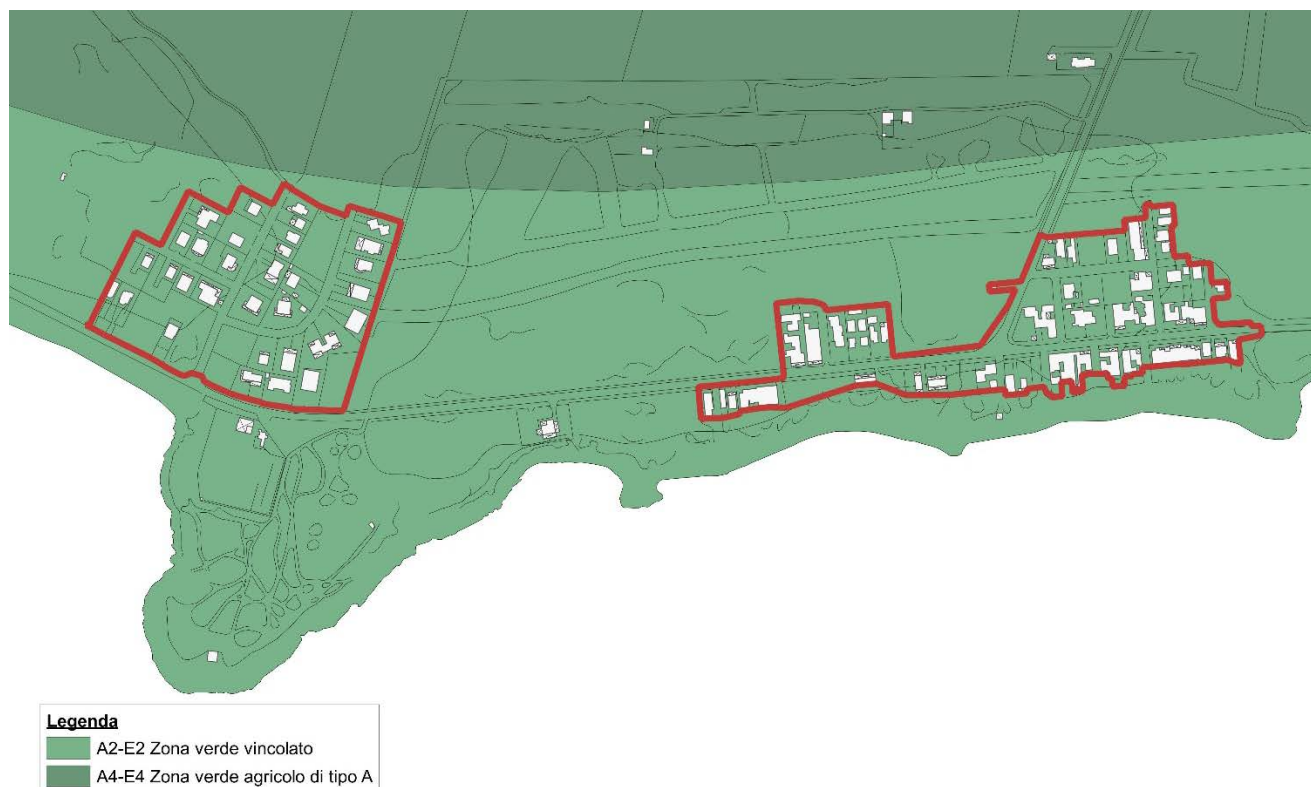 Legenda
A2-E2 Zona verde vincolato
A4-E4 Zona verde agricolo di tipo A